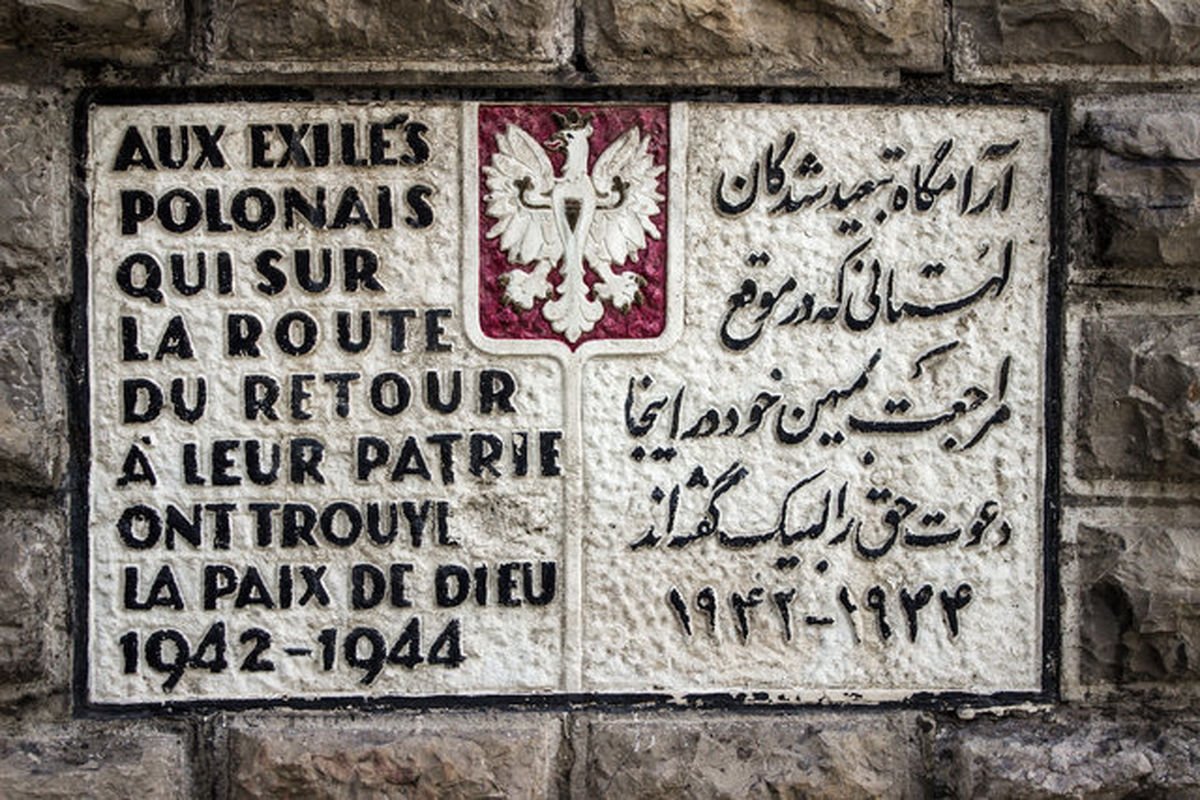 AUX EXILÉS
POLONAIS
QUI SUR
LA ROUTE
DU RETOUR
À LEUR PATRIE
ONT TROUVE
LA PAIX DE DIEU
1942-1944
آرامگاه تبعید شدگان
لهستانی که در موقع
مراجعت بمیهن خود در اینجا
دعوت حق را لبیک گفته اند
۱۹۴۲-۱۹۴۴